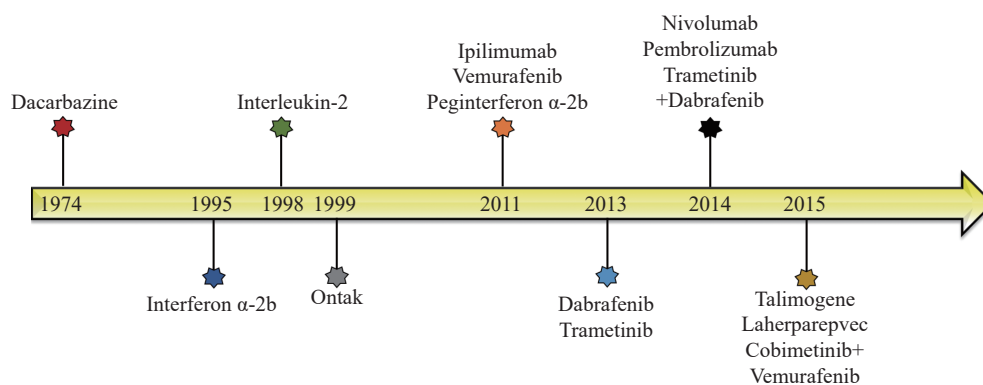 Nivolumab
Pembrolizumab
Trametinib
+Dabrafenib
Ipilimumab
Vemurafenib
Peginterferon α-2b
Dacarbazine
Interleukin-2
1974
1995
1998
1999
2011
2013
2014
2015
Interferon α-2b
Ontak
Dabrafenib
Trametinib
Talimogene
Laherparepvec
Cobimetinib+
Vemurafenib